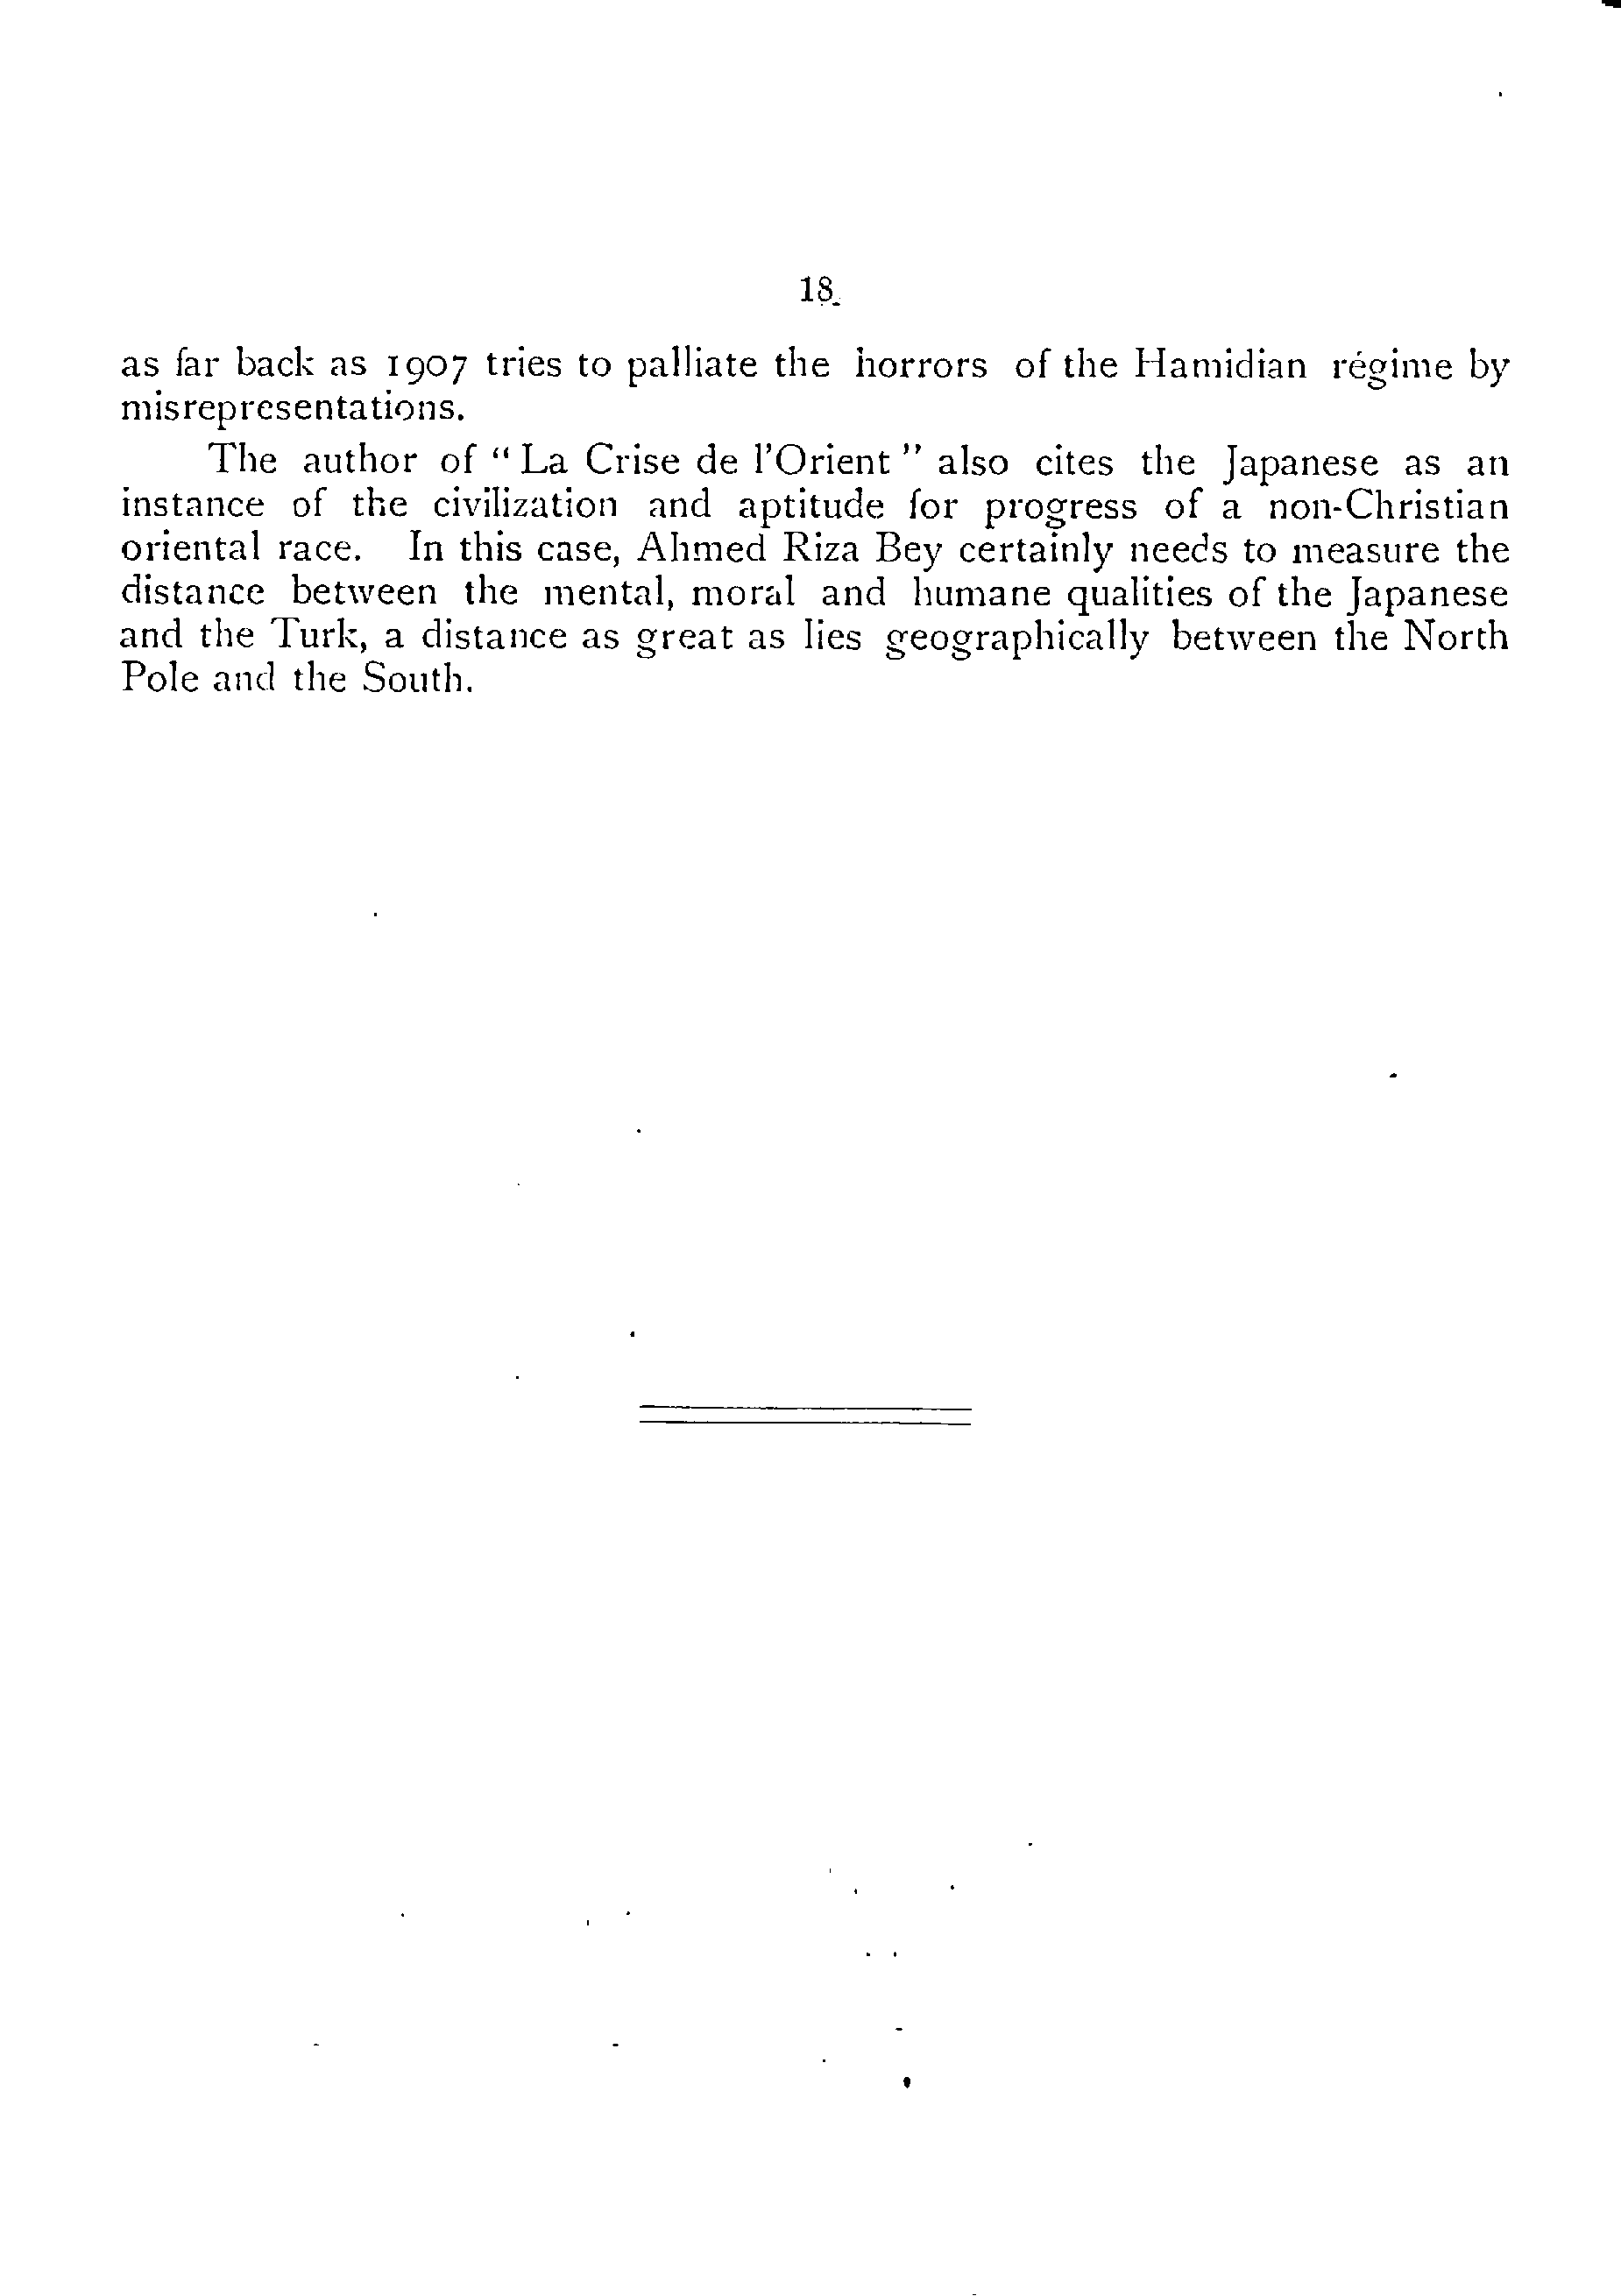 18
as far back as 1907 tries to palliate the horrors of the Hamidian régime by
misrepresentations.
The author of “ La Crise de l’Orient ” also cites the Japanese as an
instance of the civilization and aptitude for progress of a non-Christian
oriental race. In this case, Ahmed Riza Bey certainly needs to measure the
distance between the mental, moral and humane qualities of the Japanese
and the Turk, a distance as great as lies geographically between the North
Pole and the South.